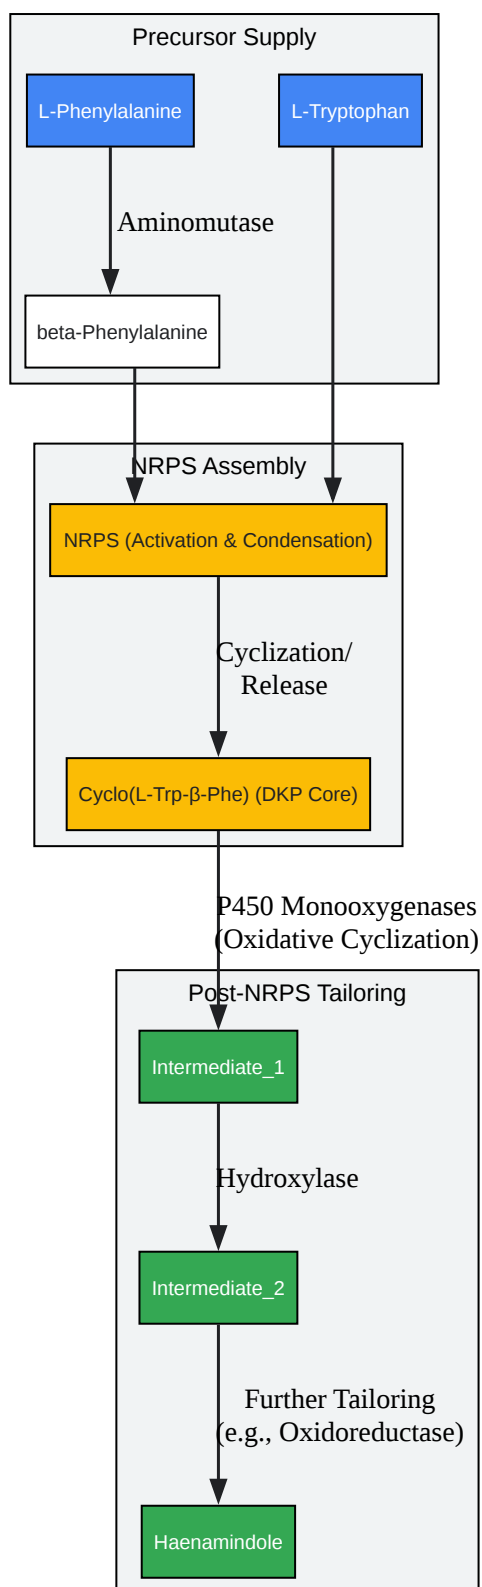 Precursor Supply
L-Phenylalanine
L-Tryptophan
Aminomutase
beta-Phenylalanine
NRPS Assembly
NRPS (Activation & Condensation)
Cyclization/
Release
Cyclo(L-Trp-β-Phe) (DKP Core)
P450 Monooxygenases
(Oxidative Cyclization)
Post-NRPS Tailoring
Intermediate_1
Hydroxylase
Intermediate_2
Further Tailoring
(e.g., Oxidoreductase)
Haenamindole